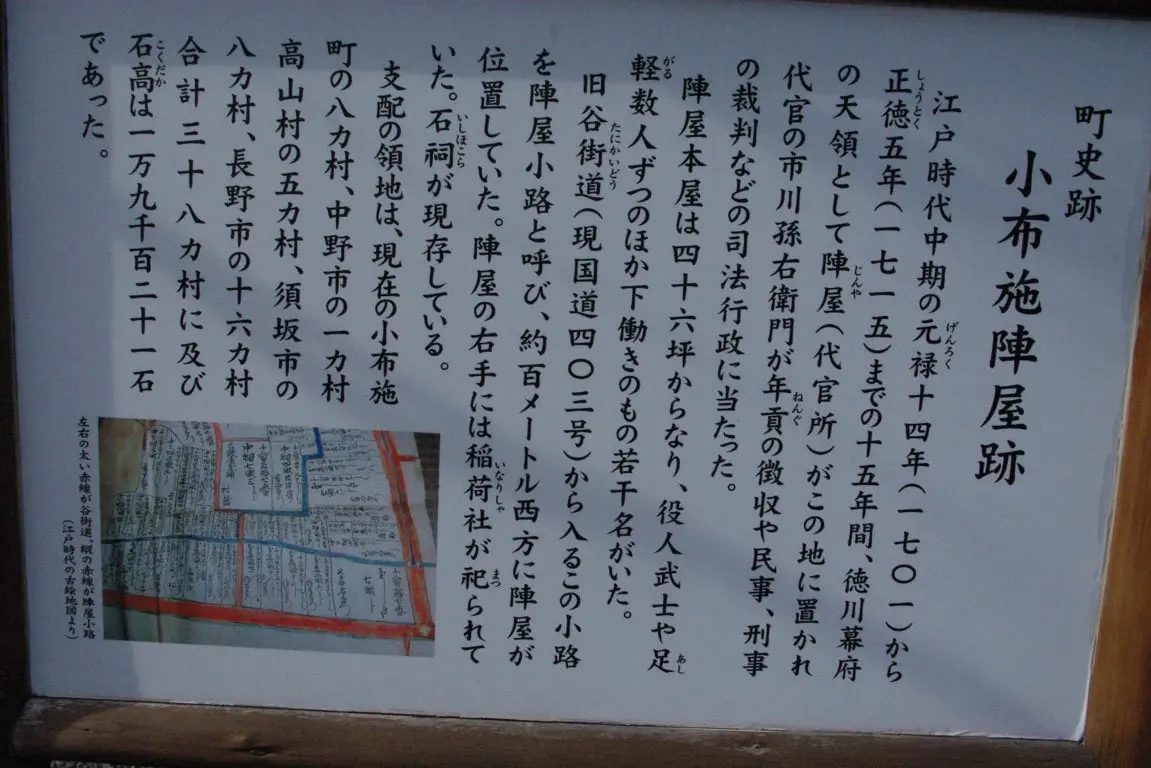 町史跡
小布施陣屋跡
江戸時代中期の元禄十四年(一七〇一)から
正徳五年(一七一五)までの十五年間、徳川幕府
の天領として陣屋(代官所)がこの地に置かれ
代官の市川孫右衛門が年貢の徴収や民事、刑事
の裁判などの司法行政に当たった。
陣屋本屋は四十六坪からなり、役人武士や足
軽数人ずつのほか下働きのもの若干名がいた。
旧谷街道(現国道四〇三号)から入るこの小路
を陣屋小路と呼び、約百メートル西方に陣屋が
位置していた。陣屋の右手には稲荷社が祀られて
いた。石祠が現存している。
支配の領地は、現在の小布施
町の八カ村、中野市の一カ村
高山村の五カ村、須坂市の
八カ村、長野市の十六カ村
合計三十八カ村に及び
石高は一万九千百二十一石
であった。
左右の太い赤線が谷街道、縦の赤線が陣屋小路
(江戸時代の古絵地図より)